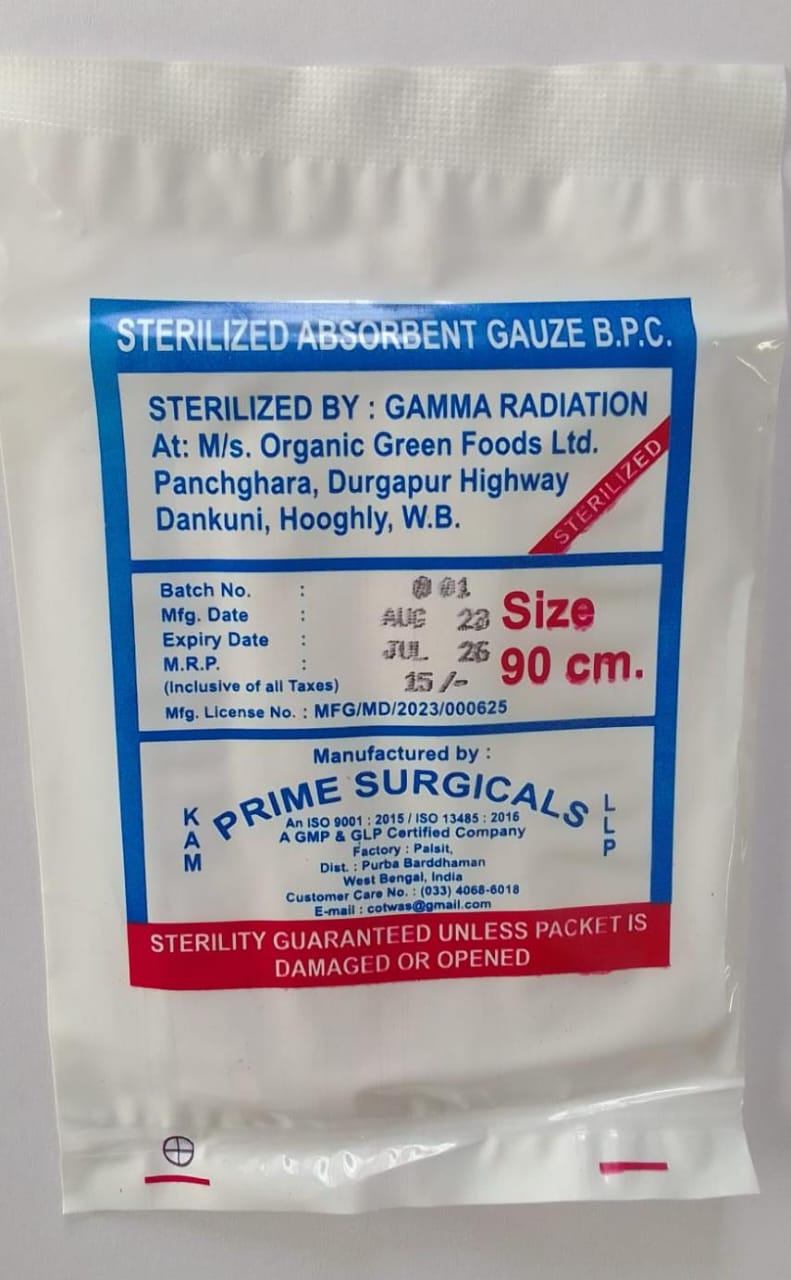 STERILIZED ABSORBENT GAUZE B.P.C.
STERILIZED BY : GAMMA RADIATION
At: M/s. Organic Green Foods Ltd.
Panchghara, Durgapur Highway
Dankuni, Hooghly, W.B.
STERILIZED
Batch No. : 001
Mfg. Date : AUG 23
Expiry Date : JUL 26
M.R.P. : 15/-
(Inclusive of all Taxes)
Size
90 cm.
Mfg. License No. : MFG/MD/2023/000625
Manufactured by :
KAM PRIME SURGICALS LLP
An ISO 9001 : 2015 / ISO 13485 : 2016
A GMP & GLP Certified Company
Factory : Palsit,
Dist. : Purba Barddhaman
West Bengal, India
Customer Care No. : (033) 4068-6018
E-mail : cotwas@gmail.com
STERILITY GUARANTEED UNLESS PACKET IS
DAMAGED OR OPENED